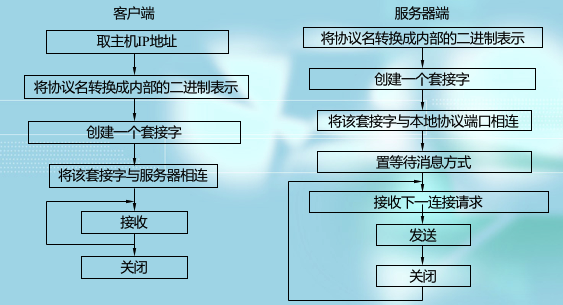 客户端
取主机IP地址
将协议名转换成内部的二进制表示
创建一个套接字
将该套接字与服务器相连
接收
关闭
服务器端
将协议名转换成内部的二进制表示
创建一个套接字
将该套接字与本地协议端口相连
置等待消息方式
接收下一连接请求
发送
关闭